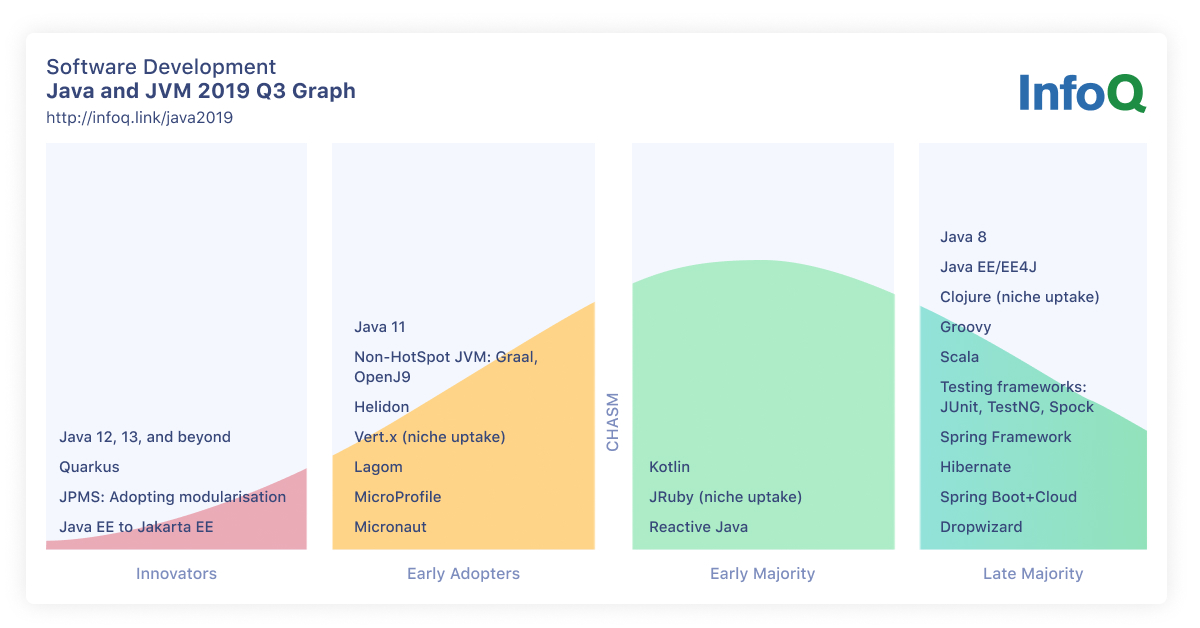 Software Development
Java and JVM 2019 Q3 Graph
http://infoq.link/java2019
InfoQ
Java 12, 13, and beyond
Quarkus
JPMS: Adopting modularisation
Java EE to Jakarta EE
Innovators
Java 11
Non-HotSpot JVM: Graal,
OpenJ9
Helidon
Vert.x (niche uptake)
Lagom
MicroProfile
Micronaut
Early Adopters
CHASM
Kotlin
JRuby (niche uptake)
Reactive Java
Early Majority
Java 8
Java EE/EE4J
Clojure (niche uptake)
Groovy
Scala
Testing frameworks:
JUnit, TestNG, Spock
Spring Framework
Hibernate
Spring Boot+Cloud
Dropwizard
Late Majority